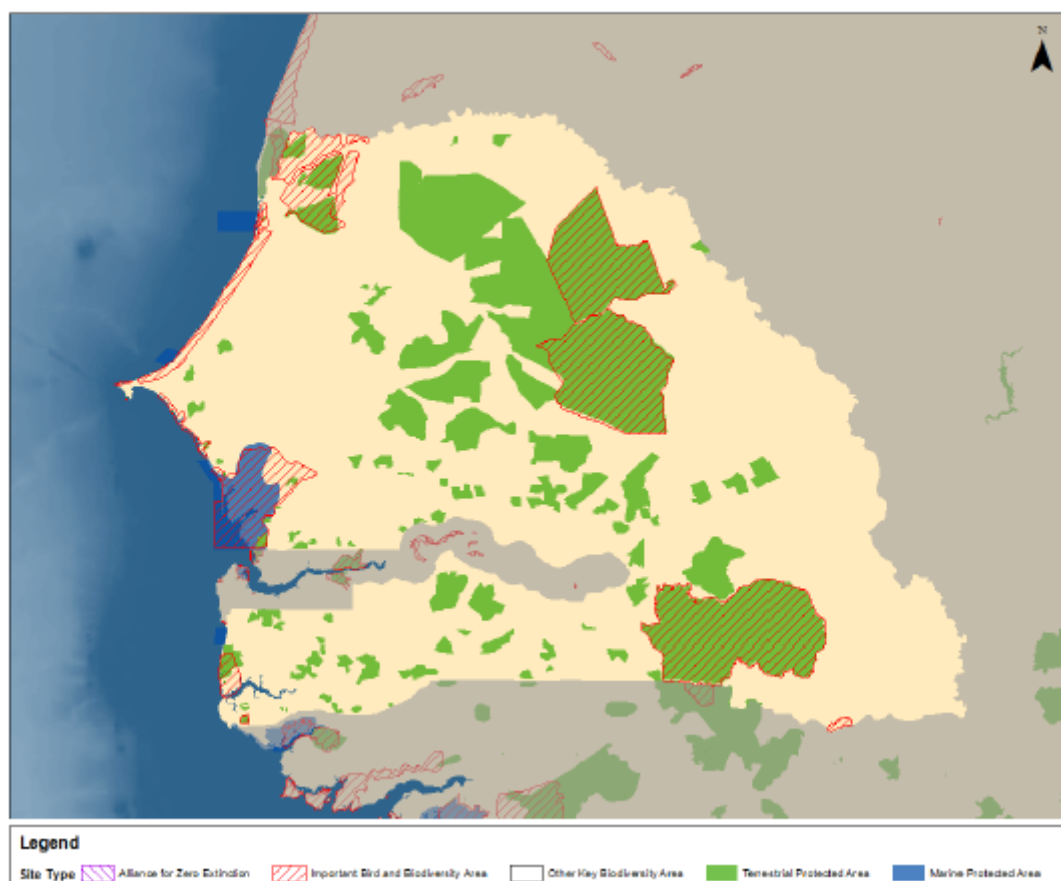 N
Legend
Site Type Alliance for Zero Extinction Important Bird and Biodiversity Area Other Key Biodiversity Area Terrestrial Protected Area Marine Protected Area